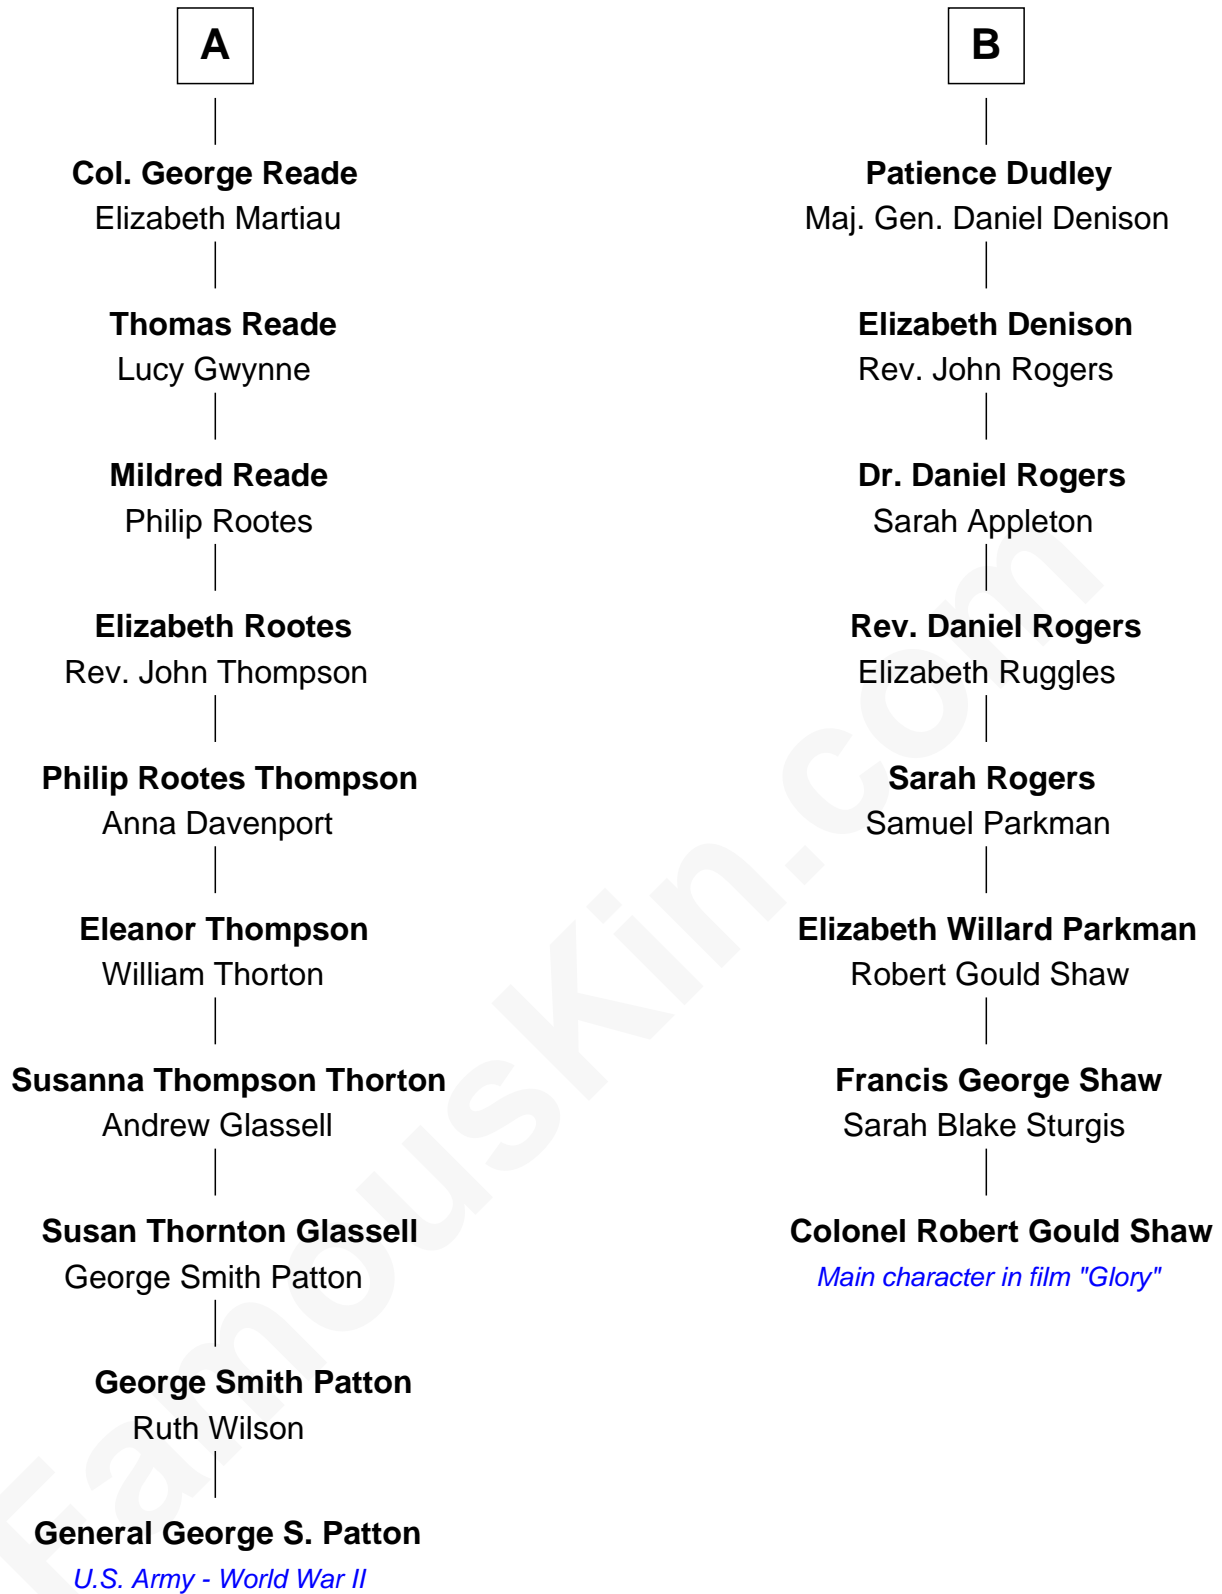 A
Col. George Reade
Elizabeth Martiau
Thomas Reade
Lucy Gwynne
Mildred Reade
Philip Rootes
Elizabeth Rootes
Rev. John Thompson
Philip Rootes Thompson
Anna Davenport
Eleanor Thompson
William Thorton
Susanna Thompson Thorton
Andrew Glassell
Susan Thornton Glassell
George Smith Patton
George Smith Patton
Ruth Wilson
General George S. Patton
U.S. Army - World War II
B
Patience Dudley
Maj. Gen. Daniel Denison
Elizabeth Denison
Rev. John Rogers
Dr. Daniel Rogers
Sarah Appleton
Rev. Daniel Rogers
Elizabeth Ruggles
Sarah Rogers
Samuel Parkman
Elizabeth Willard Parkman
Robert Gould Shaw
Francis George Shaw
Sarah Blake Sturgis
Colonel Robert Gould Shaw
Main character in film "Glory"
FamousKin.com